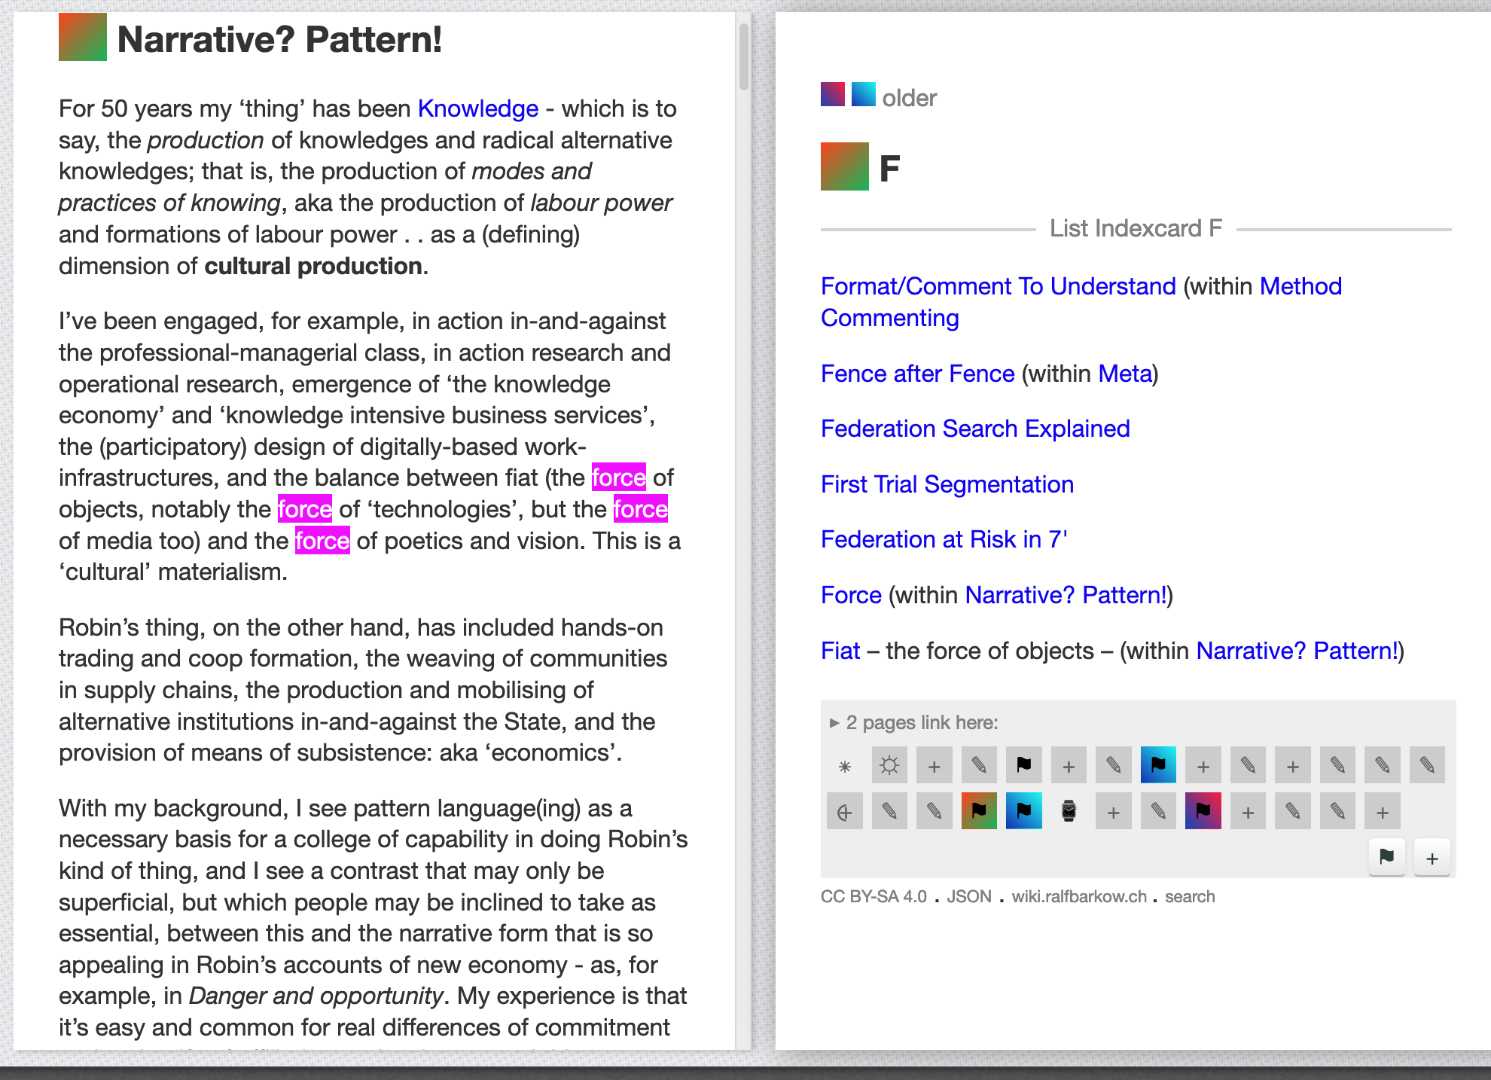 Narrative? Pattern!
For 50 years my ‘thing’ has been Knowledge - which is to
say, the production of knowledges and radical alternative
knowledges; that is, the production of modes and
practices of knowing, aka the production of labour power
and formations of labour power . . as a (defining)
dimension of cultural production.
I’ve been engaged, for example, in action in-and-against
the professional-managerial class, in action research and
operational research, emergence of ‘the knowledge
economy’ and ‘knowledge intensive business services’,
the (participatory) design of digitally-based work-
infrastructures, and the balance between fiat (the force of
objects, notably the force of ‘technologies’, but the force
of media too) and the force of poetics and vision. This is a
‘cultural’ materialism.
Robin’s thing, on the other hand, has included hands-on
trading and coop formation, the weaving of communities
in supply chains, the production and mobilising of
alternative institutions in-and-against the State, and the
provision of means of subsistence: aka ‘economics’.
With my background, I see pattern language(ing) as a
necessary basis for a college of capability in doing Robin’s
kind of thing, and I see a contrast that may only be
superficial, but which people may be inclined to take as
essential, between this and the narrative form that is so
appealing in Robin’s accounts of new economy - as, for
example, in Danger and opportunity. My experience is that
it’s easy and common for real differences of commitment
older
F
List Indexcard F
Format/Comment To Understand (within Method
Commenting
Fence after Fence (within Meta)
Federation Search Explained
First Trial Segmentation
Federation at Risk in 7'
Force (within Narrative? Pattern!)
Fiat – the force of objects – (within Narrative? Pattern!)
▸ 2 pages link here:
CC BY-SA 4.0 . JSON . wiki.ralfbarkow.ch . search